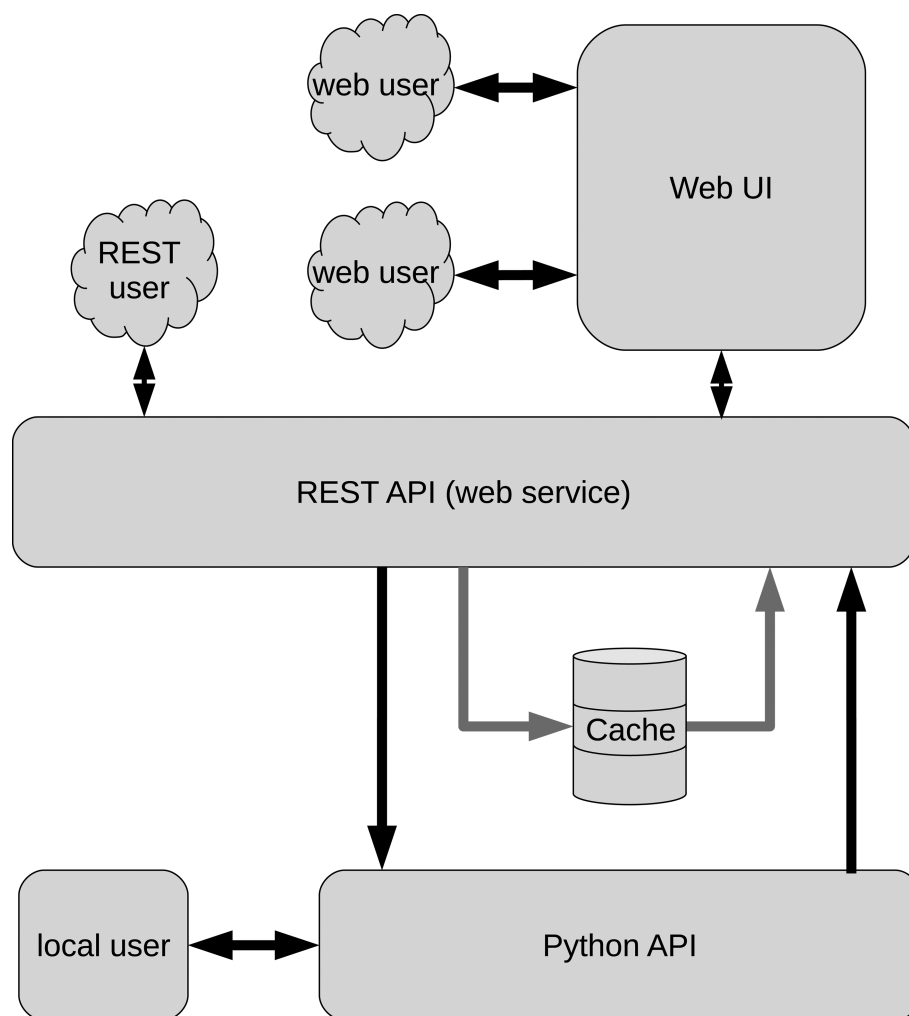 web user
Web UI
REST
user
web user
REST API (web service)
Cache
local user
Python API